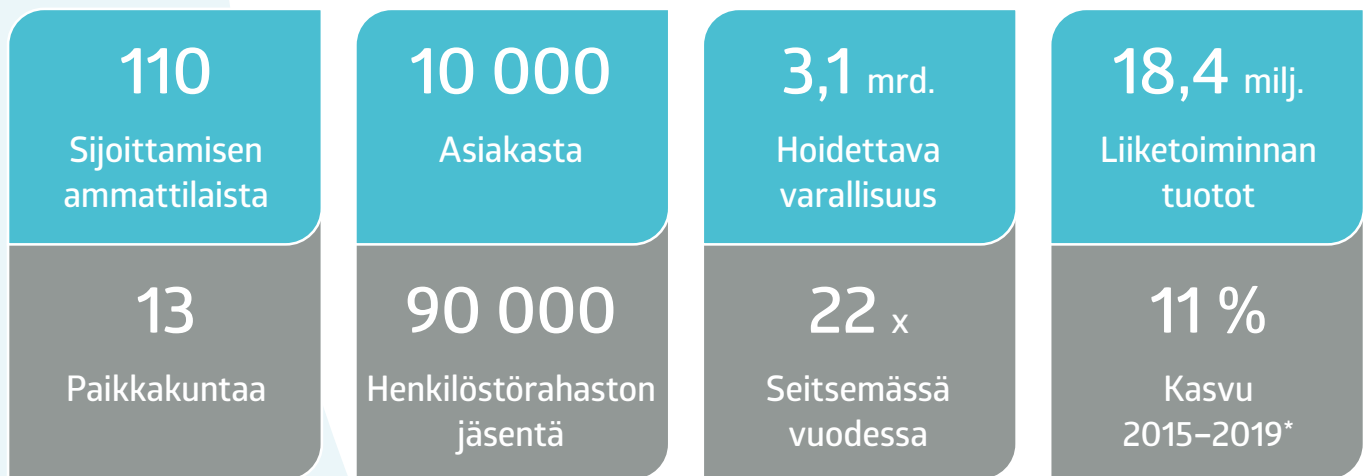 110
Sijoittamisen
ammattilaista
10 000
Asiakasta
3,1 mrd.
Hoidettava
varallisuus
18,4 milj.
Liiketoiminnan
tuotot
13
Paikkakuntaa
90 000
Henkilöstörahaston
jäsentä
22 x
Seitsemässä
vuodessa
11 %
Kasvu
2015–2019*